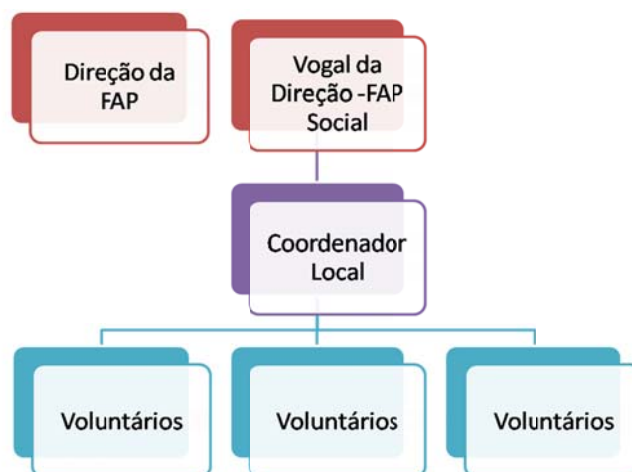 Direção da
FAP
Vogal da
Direção -FAP
Social
Coordenador
Local
Voluntários
Voluntários
Voluntários